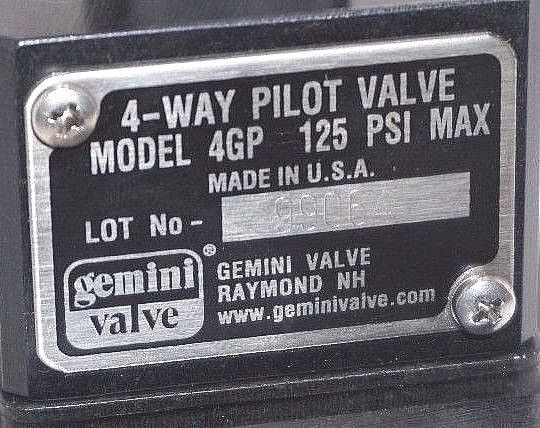 4-WAY PILOT VALVE
MODEL 4GP 125 PSI MAX
MADE IN U.S.A.
LOT No - 9906
gemini®
valve
GEMINI VALVE
RAYMOND NH
www.geminivalve.com